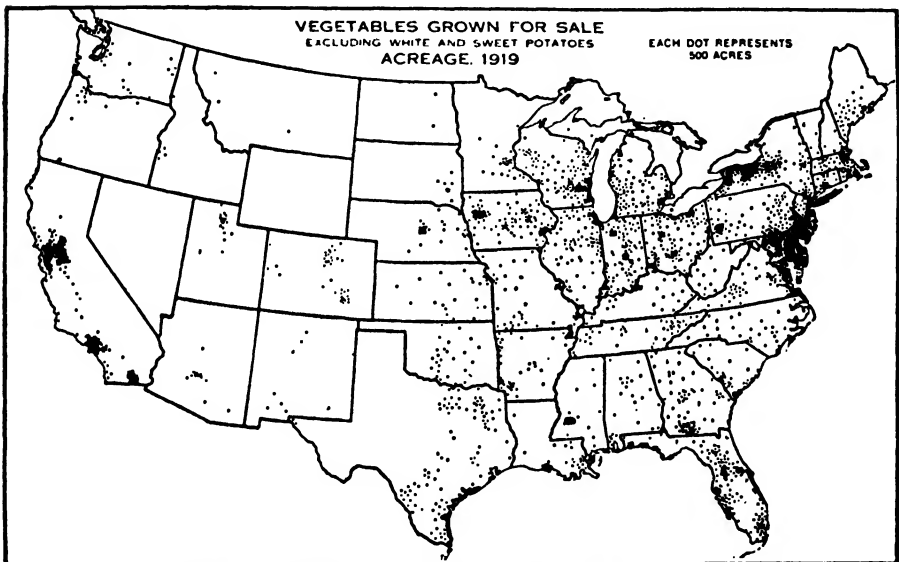 VEGETABLES GROWN FOR SALE
EXCLUDING WHITE AND SWEET POTATOES
ACREAGE, 1919
EACH DOT REPRESENTS
500 ACRES